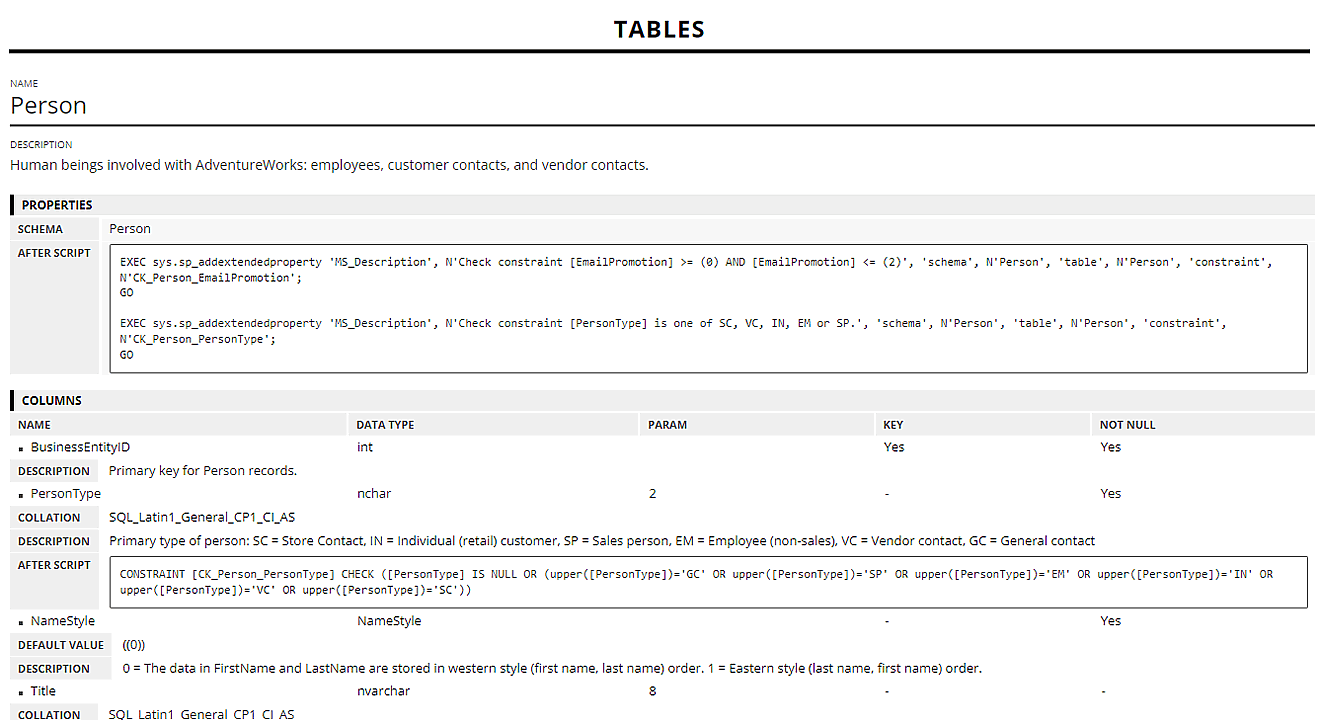 TABLES
NAME
Person
DESCRIPTION
Human beings involved with AdventureWorks: employees, customer contacts, and vendor contacts.
PROPERTIES
SCHEMA Person
AFTER SCRIPT
EXEC sys.sp_addextendedproperty 'MS_Description', N'Check constraint [EmailPromotion] >= (0) AND [EmailPromotion] <= (2)', 'schema', N'Person', 'table', N'Person', 'constraint',
N'CK_Person_EmailPromotion';
GO
EXEC sys.sp_addextendedproperty 'MS_Description', N'Check constraint [PersonType] is one of SC, VC, IN, EM or SP.', 'schema', N'Person', 'table', N'Person', 'constraint',
N'CK_Person_PersonType';
GO
COLUMNS
NAME DATA TYPE PARAM KEY NOT NULL
▪ BusinessEntityID int Yes Yes
DESCRIPTION Primary key for Person records.
▪ PersonType nchar 2 - Yes
COLLATION SQL_Latin1_General_CP1_CI_AS
DESCRIPTION Primary type of person: SC = Store Contact, IN = Individual (retail) customer, SP = Sales person, EM = Employee (non-sales), VC = Vendor contact, GC = General contact
AFTER SCRIPT
CONSTRAINT [CK_Person_PersonType] CHECK ([PersonType] IS NULL OR (upper([PersonType])='GC' OR upper([PersonType])='SP' OR upper([PersonType])='EM' OR upper([PersonType])='IN' OR
upper([PersonType])='VC' OR upper([PersonType])='SC'))
▪ NameStyle NameStyle - Yes
DEFAULT VALUE ((0))
DESCRIPTION 0 = The data in FirstName and LastName are stored in western style (first name, last name) order. 1 = Eastern style (last name, first name) order.
▪ Title nvarchar 8 - -
COLLATION SQL_Latin1_General_CP1_CI_AS